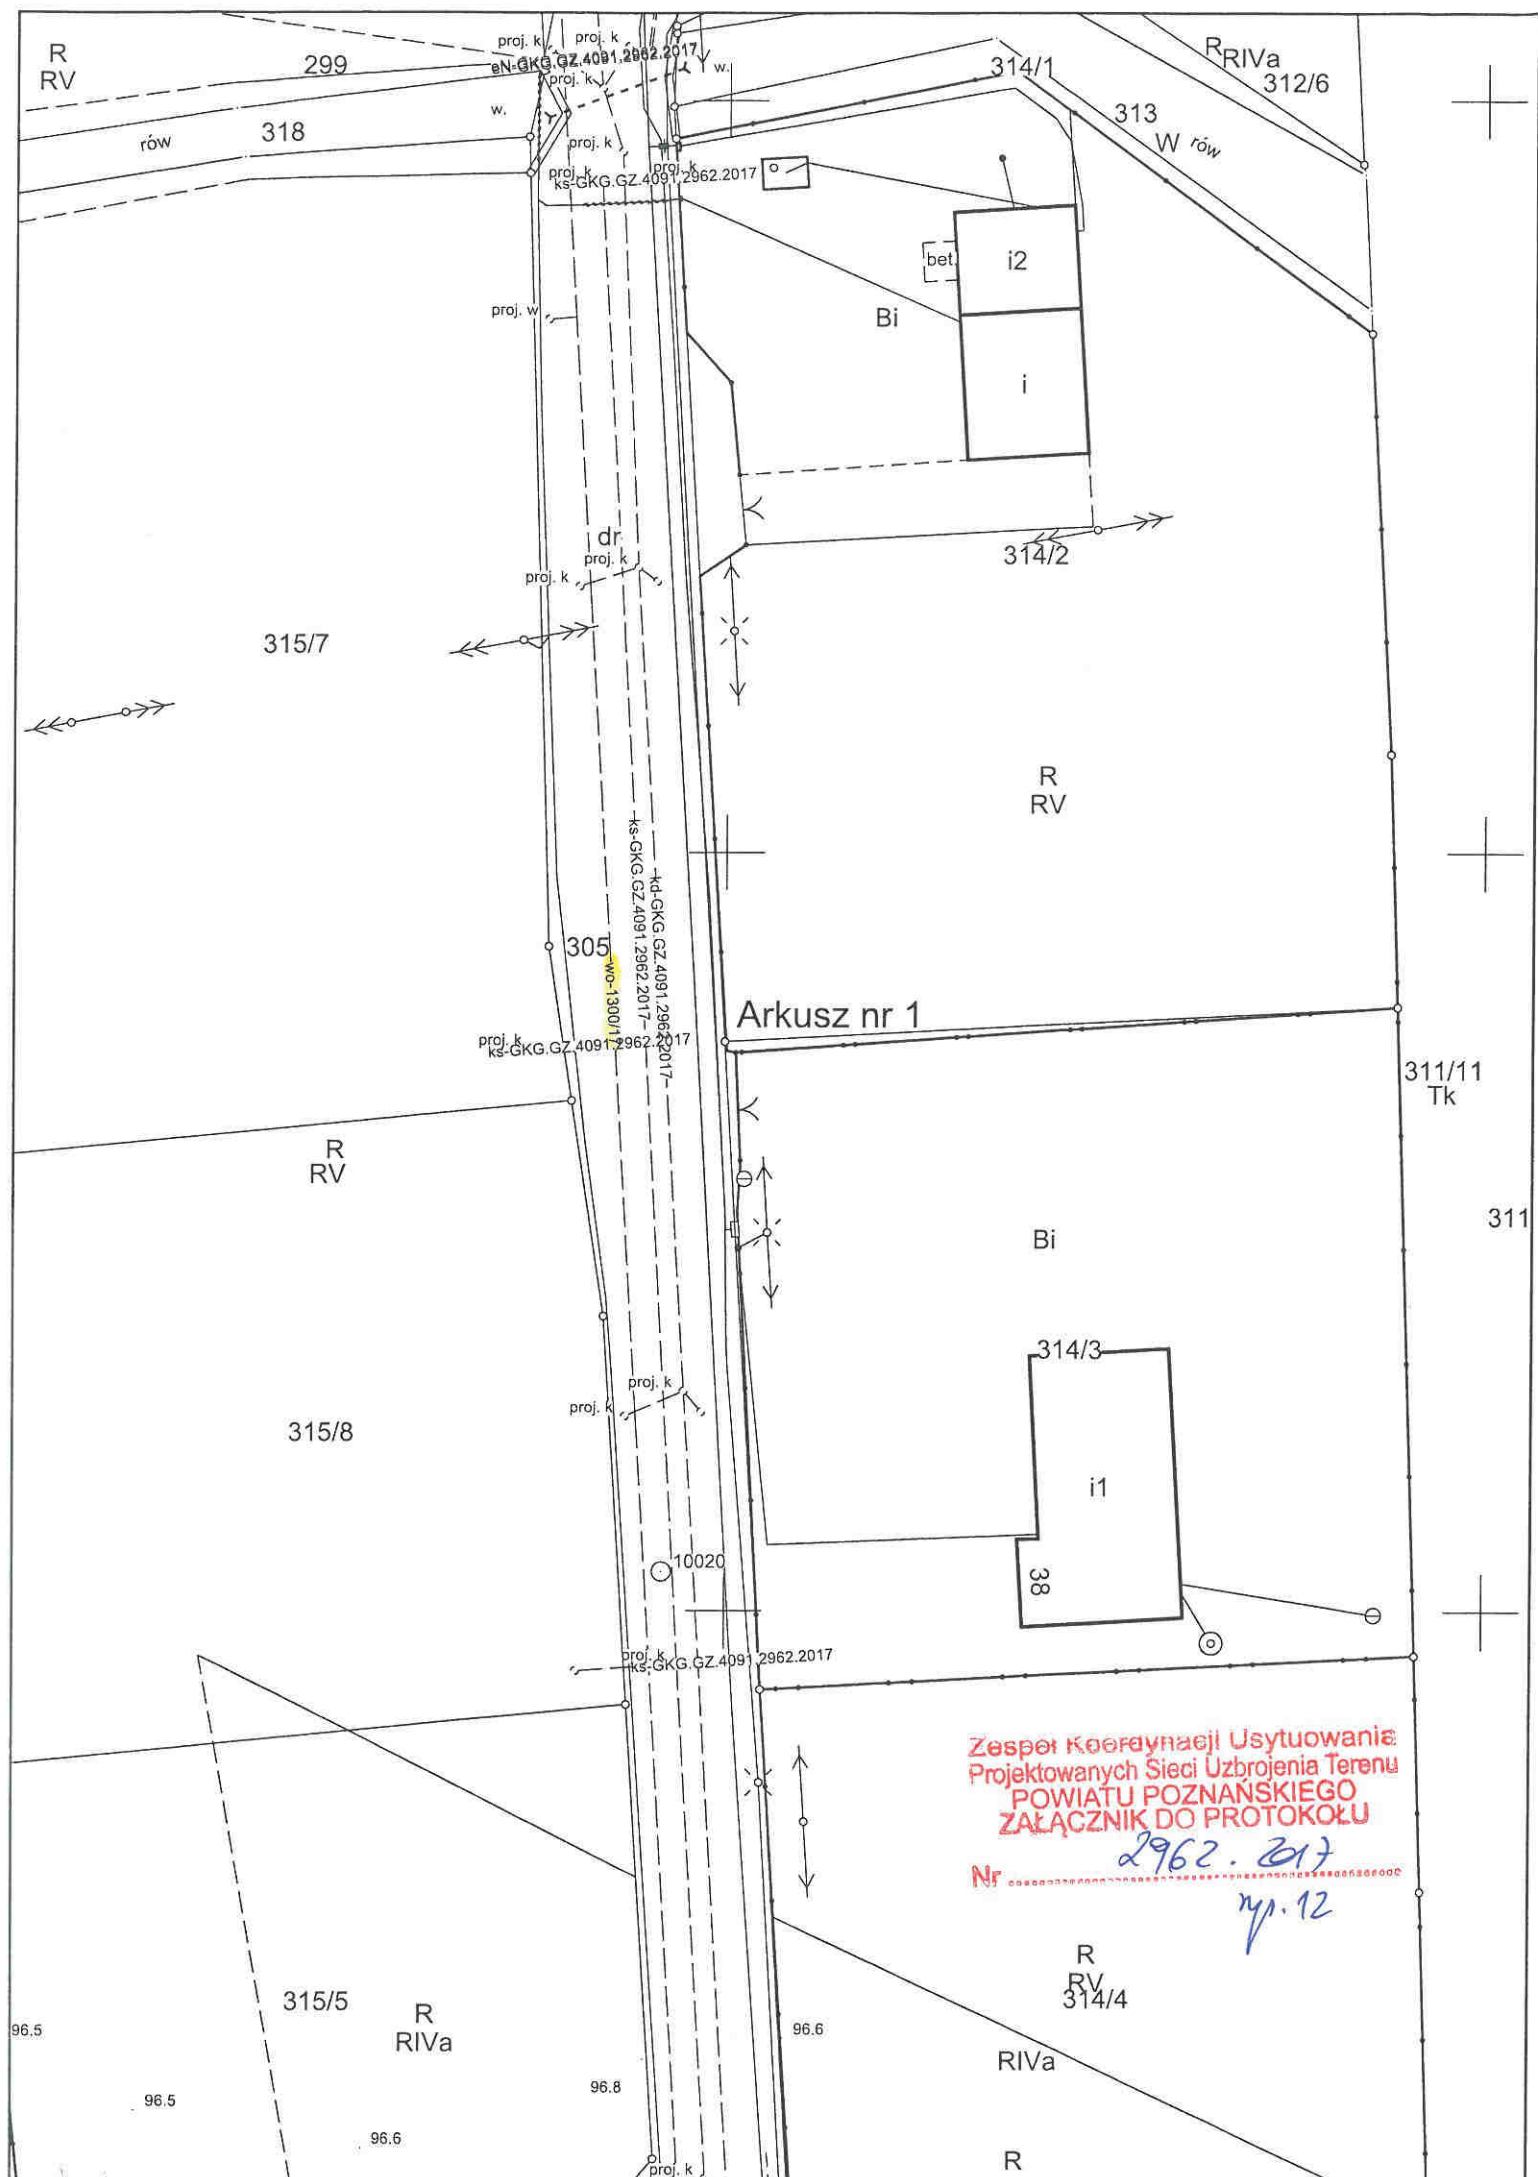 R
RV
299
proj. k
proj. k
eN-GKG.GZ.4091.2962.2017
proj. k
w.
w.
314/1
R
RIVa
312/6
313
W rów
rów
318
proj. k
proj. k
proj. k
ks-GKG.GZ.4091.2962.2017
bet.
i2
Bi
proj. w
i
dr
proj. k
proj. k
314/2
315/7
R
RV
ks-GKG.GZ.4091.2962.2017
kd-GKG.GZ.4091.2962.2017
305
wo-1300/17
Arkusz nr 1
proj. k
ks-GKG.GZ.4091.2962.2017
311/11
Tk
R
RV
311
Bi
314/3
proj. k
proj. k
315/8
i1
10020
38
proj. k
ks-GKG.GZ.4091.2962.2017
Zespół Koordynacji Usytuowania
Projektowanych Sieci Uzbrojenia Terenu
POWIATU POZNAŃSKIEGO
ZAŁĄCZNIK DO PROTOKOŁU
Nr 2962.2017
R
RV
314/4
315/5
R
RIVa
96.5
96.6
RIVa
96.8
96.5
96.6
R
proj. k